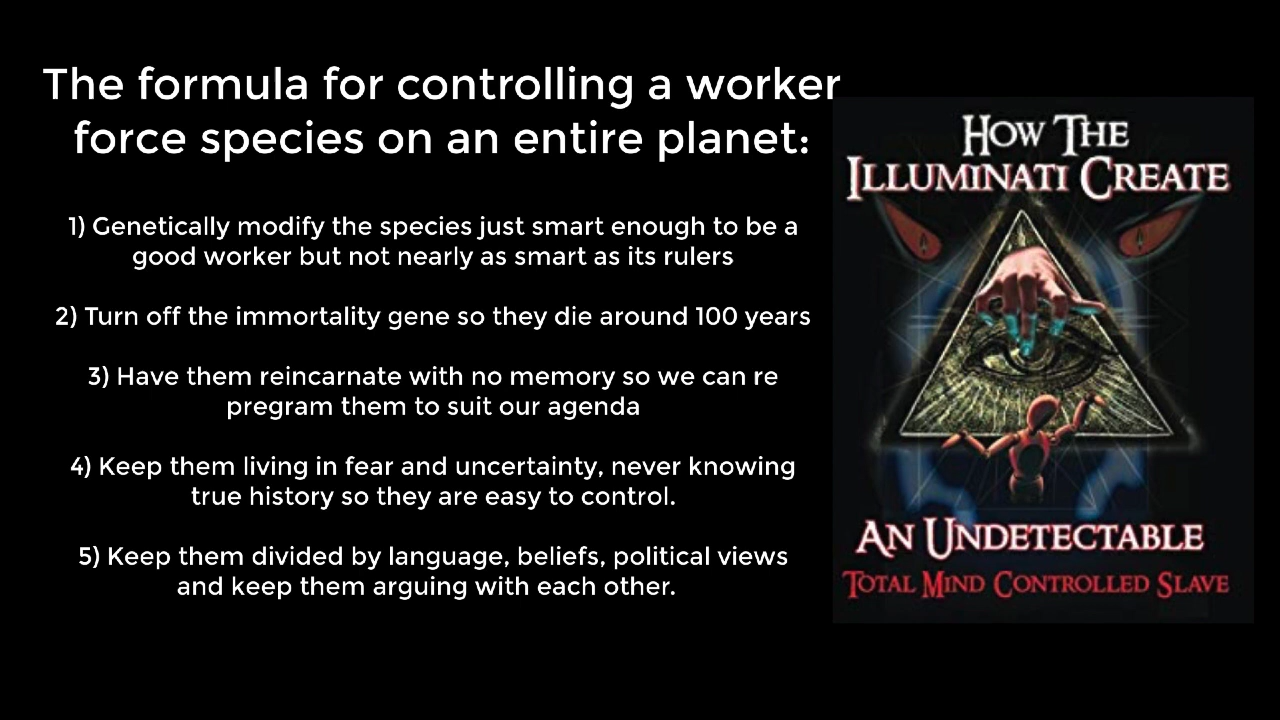 The formula for controlling a worker
force species on an entire planet:
1) Genetically modify the species just smart enough to be a
good worker but not nearly as smart as its rulers
2) Turn off the immortality gene so they die around 100 years
3) Have them reincarnate with no memory so we can re
pregram them to suit our agenda
4) Keep them living in fear and uncertainty, never knowing
true history so they are easy to control.
5) Keep them divided by language, beliefs, political views
and keep them arguing with each other.
HOW THE
ILLUMINATI CREATE
AN UNDETECTABLE
TOTAL MIND CONTROLLED SLAVE